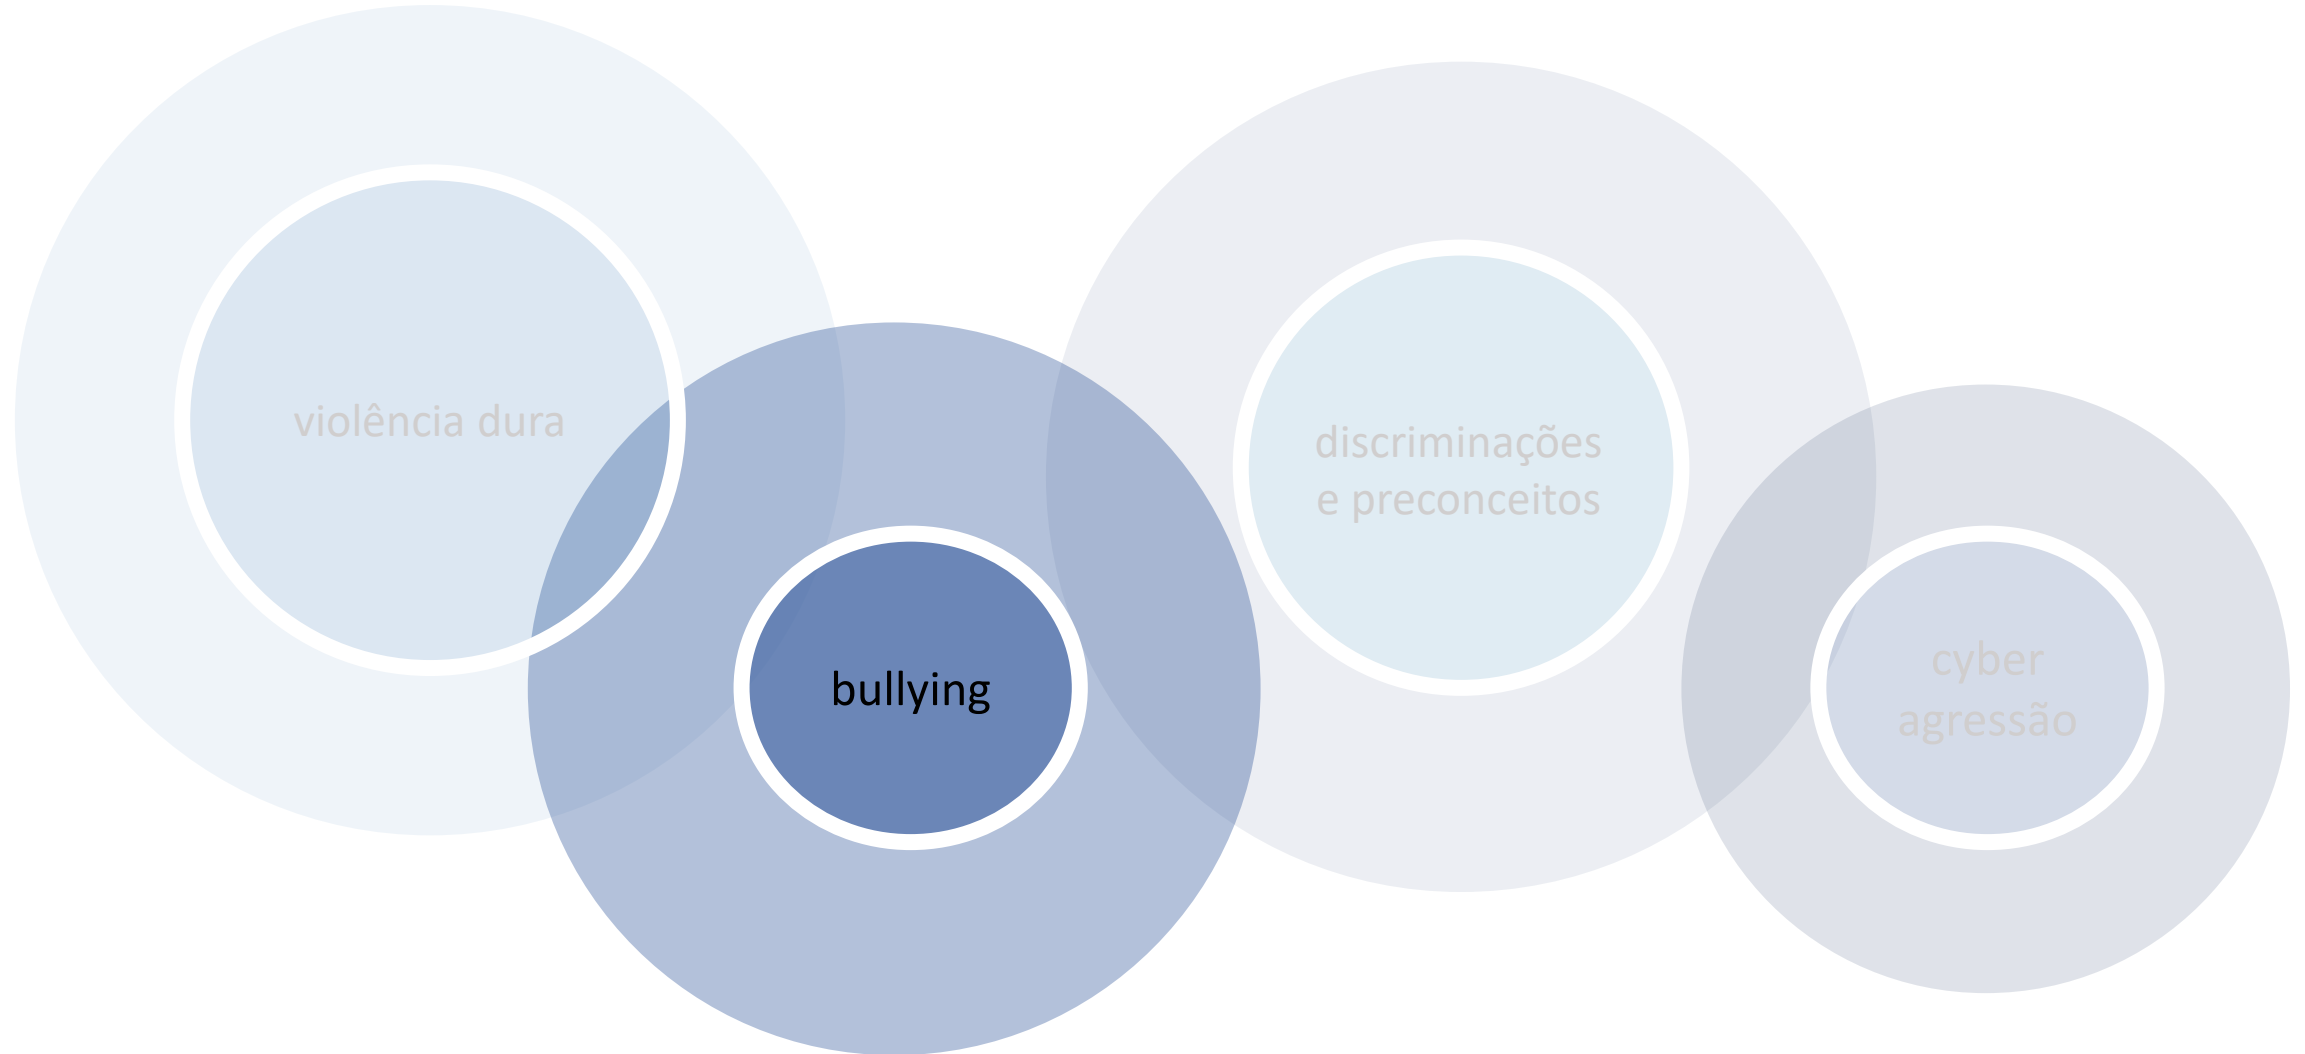 violência dura
bullying
discriminações
e preconceitos
cyber
agressão